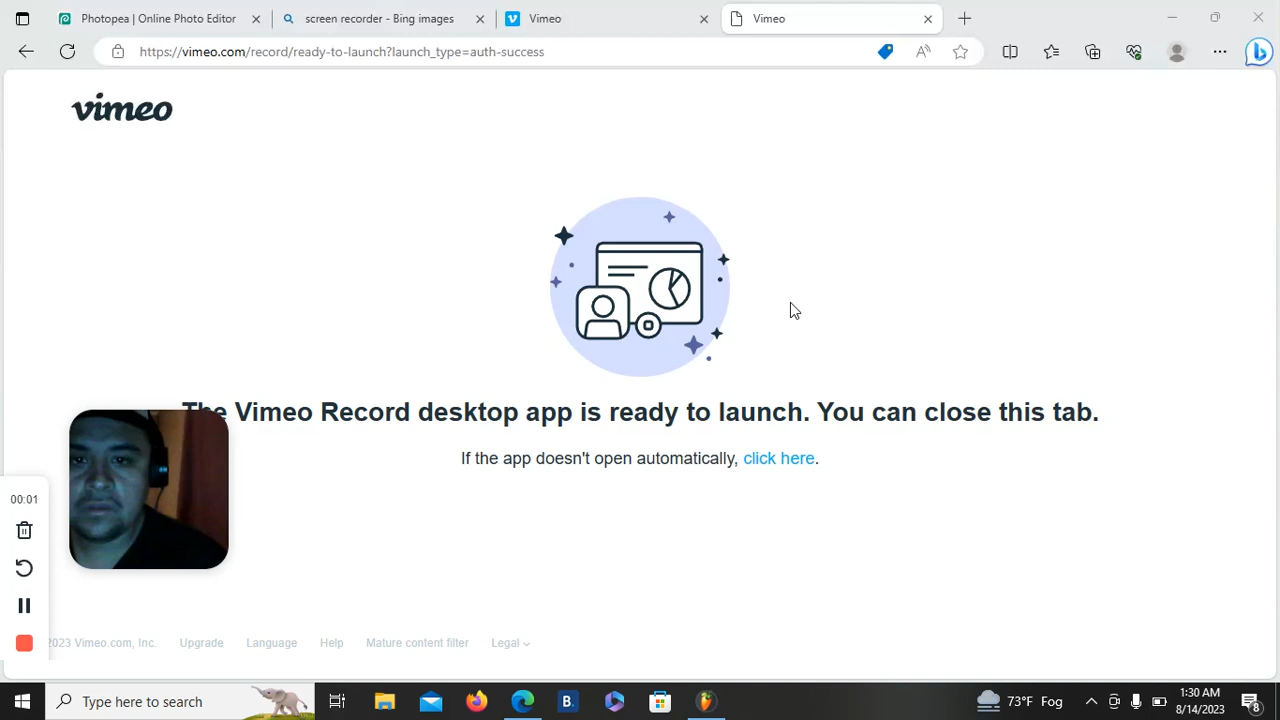 Photopea | Online Photo Editor
screen recorder - Bing images
Vimeo
Vimeo
https://vimeo.com/record/ready-to-launch?launch_type=auth-success
vimeo
The Vimeo Record desktop app is ready to launch. You can close this tab.
If the app doesn't open automatically, click here.
00:01
2023 Vimeo.com, Inc.
Upgrade
Language
Help
Mature content filter
Legal
Type here to search
B.
73°F Fog
1:30 AM
8/14/2023
8